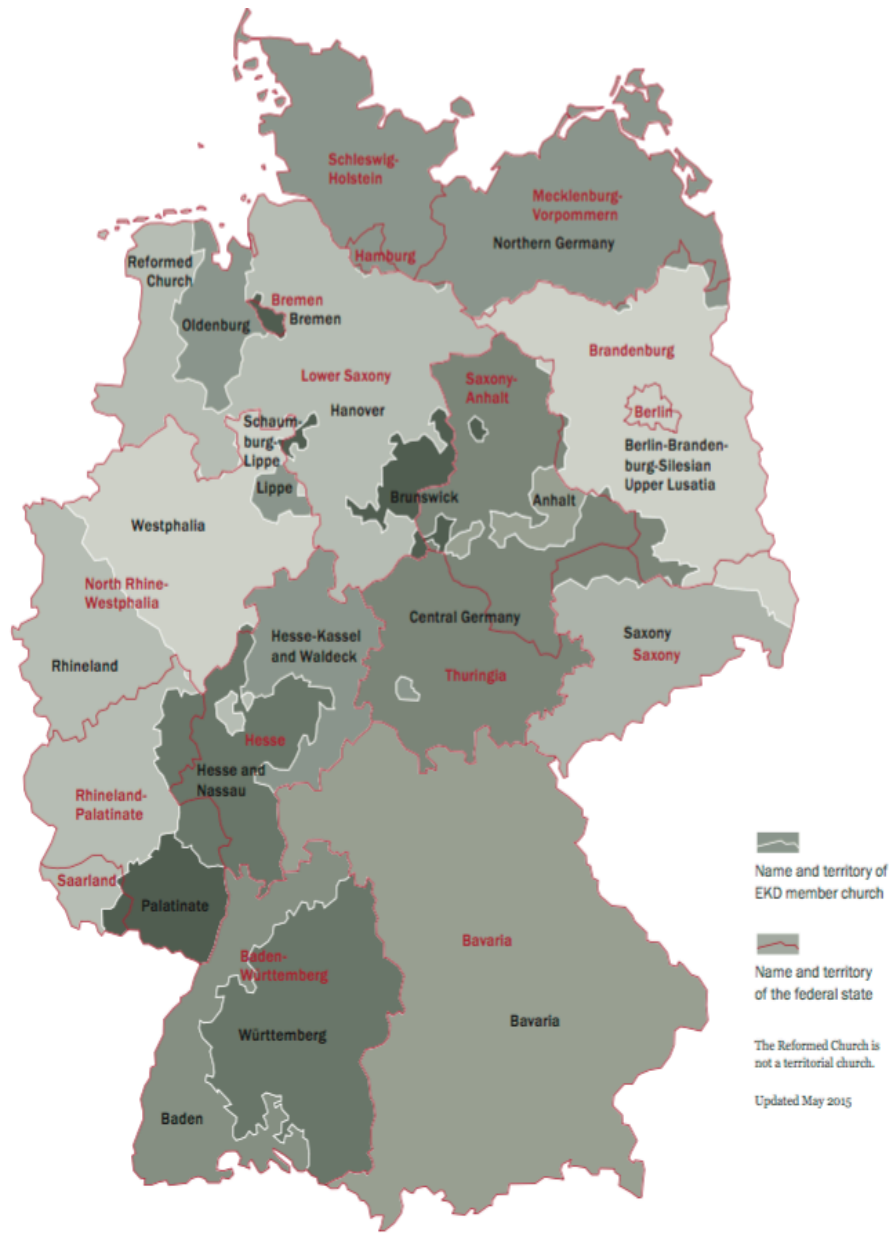 Schleswig-
Holstein
Mecklenburg-
Vorpommern
Northern Germany
Hamburg
Reformed
Church
Oldenburg
Bremen
Bremen
Brandenburg
Lower Saxony
Saxony-
Anhalt
Hanover
Berlin
Schaum-
burg-
Lippe
Berlin-Branden-
burg-Silesian
Upper Lusatia
Lippe
Brunswick
Anhalt
Westphalia
North Rhine-
Westphalia
Central Germany
Hesse-Kassel
and Waldeck
Saxony
Saxony
Rhineland
Thuringia
Hesse
Hesse and
Nassau
Rhineland-
Palatinate
Saarland
Palatinate
Name and territory of
EKD member church
Bavaria
Baden-
Württemberg
Name and territory
of the federal state
Bavaria
Württemberg
The Reformed Church is
not a territorial church.
Updated May 2015
Baden